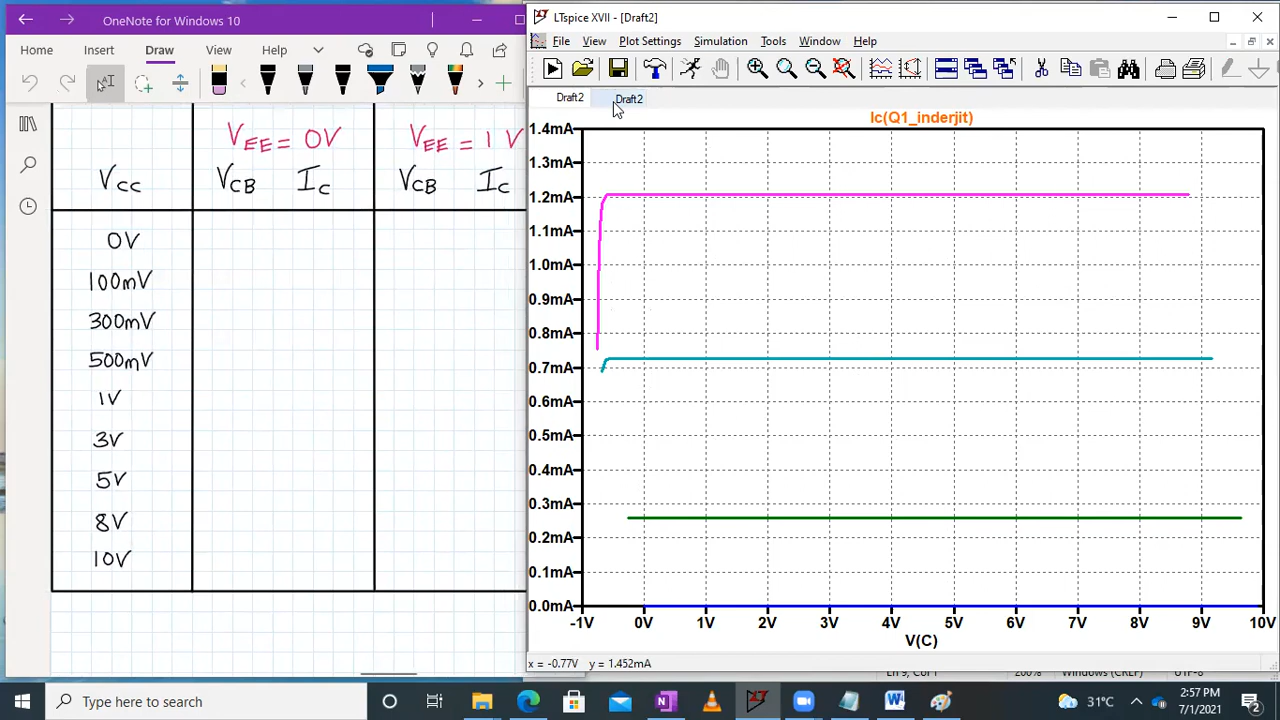 OneNote for Windows 10
Home Insert Draw View Help
VEE = 0V VEE = 1V
VCC VCB IC VCB IC
0V
100mV
300mV
500mV
1V
3V
5V
8V
10V
LTspice XVII - [Draft2]
File View Plot Settings Simulation Tools Window Help
Draft2 Draft2
Ic(Q1_inderjit)
1.4mA
1.3mA
1.2mA
1.1mA
1.0mA
0.9mA
0.8mA
0.7mA
0.6mA
0.5mA
0.4mA
0.3mA
0.2mA
0.1mA
0.0mA
-1V 0V 1V 2V 3V 4V 5V 6V 7V 8V 9V 10V
V(C)
x = -0.77V y = 1.452mA
Type here to search
31°C
2:57 PM
7/1/2021
2